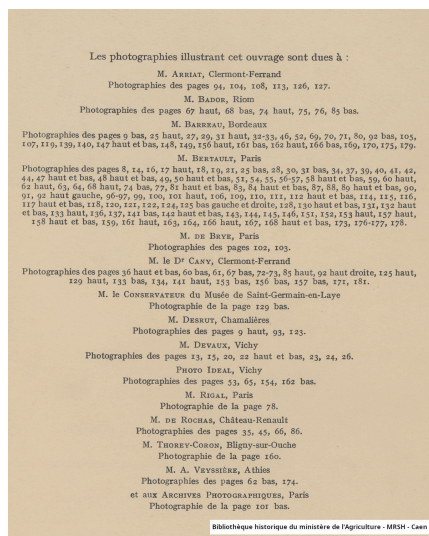 Les photographies illustrant cet ouvrage sont dues à :
M. Arriat, Clermont-Ferrand
Photographies des pages 94, 104, 108, 113, 126, 127.
M. Bador, Riom
Photographies des pages 67 haut, 68 bas, 74 haut, 75, 76, 85 bas.
M. Barreau, Bordeaux
Photographies des pages 9 bas, 25 haut, 27, 29, 31 haut, 32-33, 46, 52, 69, 70, 71, 80, 92 bas, 105,
107, 119, 139, 140, 147 haut et bas, 148, 149, 156 haut, 161 bas, 162 haut, 166 bas, 169, 170, 175, 179.
M. Bertault, Paris
Photographies des pages 8, 14, 16, 17 haut, 18, 19, 21, 25 bas, 28, 30, 31 bas, 34, 37, 39, 40, 41, 42,
44, 47 haut et bas, 48 haut et bas, 49, 50 haut et bas, 51, 54, 55, 56-57, 58 haut et bas, 59, 60 haut,
62 haut, 63, 64, 68 haut, 74 bas, 77, 81 haut et bas, 83, 84 haut et bas, 87, 88, 89 haut et bas, 90,
91, 92 haut gauche, 96-97, 99, 100, 101 haut, 106, 109, 110, 111, 112 haut et bas, 114, 115, 116,
117 haut et bas, 118, 120, 121, 122, 124, 125 bas gauche et droite, 128, 130 haut et bas, 131, 132 haut
et bas, 133 haut, 136, 137, 141 bas, 142 haut et bas, 143, 144, 145, 146, 151, 152, 153 haut, 157 haut,
158 haut et bas, 159, 161 haut, 163, 164, 166 haut, 167, 168 haut et bas, 173, 176-177, 178.
M. de Brye, Paris
Photographies des pages 102, 103.
M. le Dr Cany, Clermont-Ferrand
Photographies des pages 36 haut et bas, 60 bas, 61, 67 bas, 72-73, 85 haut, 92 haut droite, 125 haut,
129 haut, 133 bas, 134, 141 haut, 153 bas, 156 bas, 157 bas, 171, 181.
M. le Conservateur du Musée de Saint-Germain-en-Laye
Photographie de la page 129 bas.
M. Desrut, Chamalières
Photographies des pages 9 haut, 93, 123.
M. Devaux, Vichy
Photographies des pages 13, 15, 20, 22 haut et bas, 23, 24, 26.
Photo Ideal, Vichy
Photographies des pages 53, 65, 154, 162 bas.
M. Rigal, Paris
Photographie de la page 78.
M. de Rochas, Château-Renault
Photographies des pages 35, 45, 66, 86.
M. Thorey-Coron, Bligny-sur-Ouche
Photographie de la page 160.
M. A. Veyssière, Athies
Photographies des pages 62 bas, 174.
et aux Archives Photographiques, Paris
Photographie de la page 101 bas.
Bibliothèque historique du ministère de l'Agriculture - MRSH - Caen